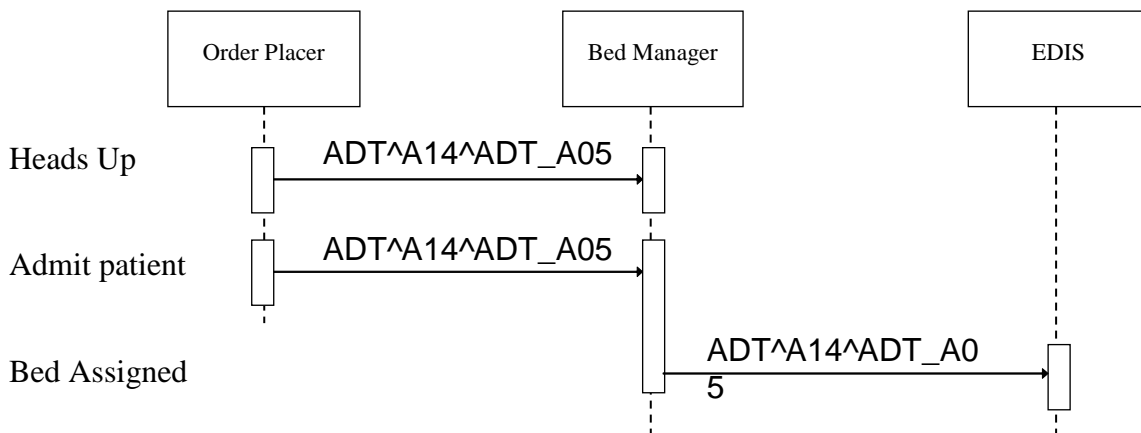 Order Placer
Bed Manager
EDIS
Heads Up
ADT^A14^ADT_A05
Admit patient
ADT^A14^ADT_A05
Bed Assigned
ADT^A14^ADT_A0
5